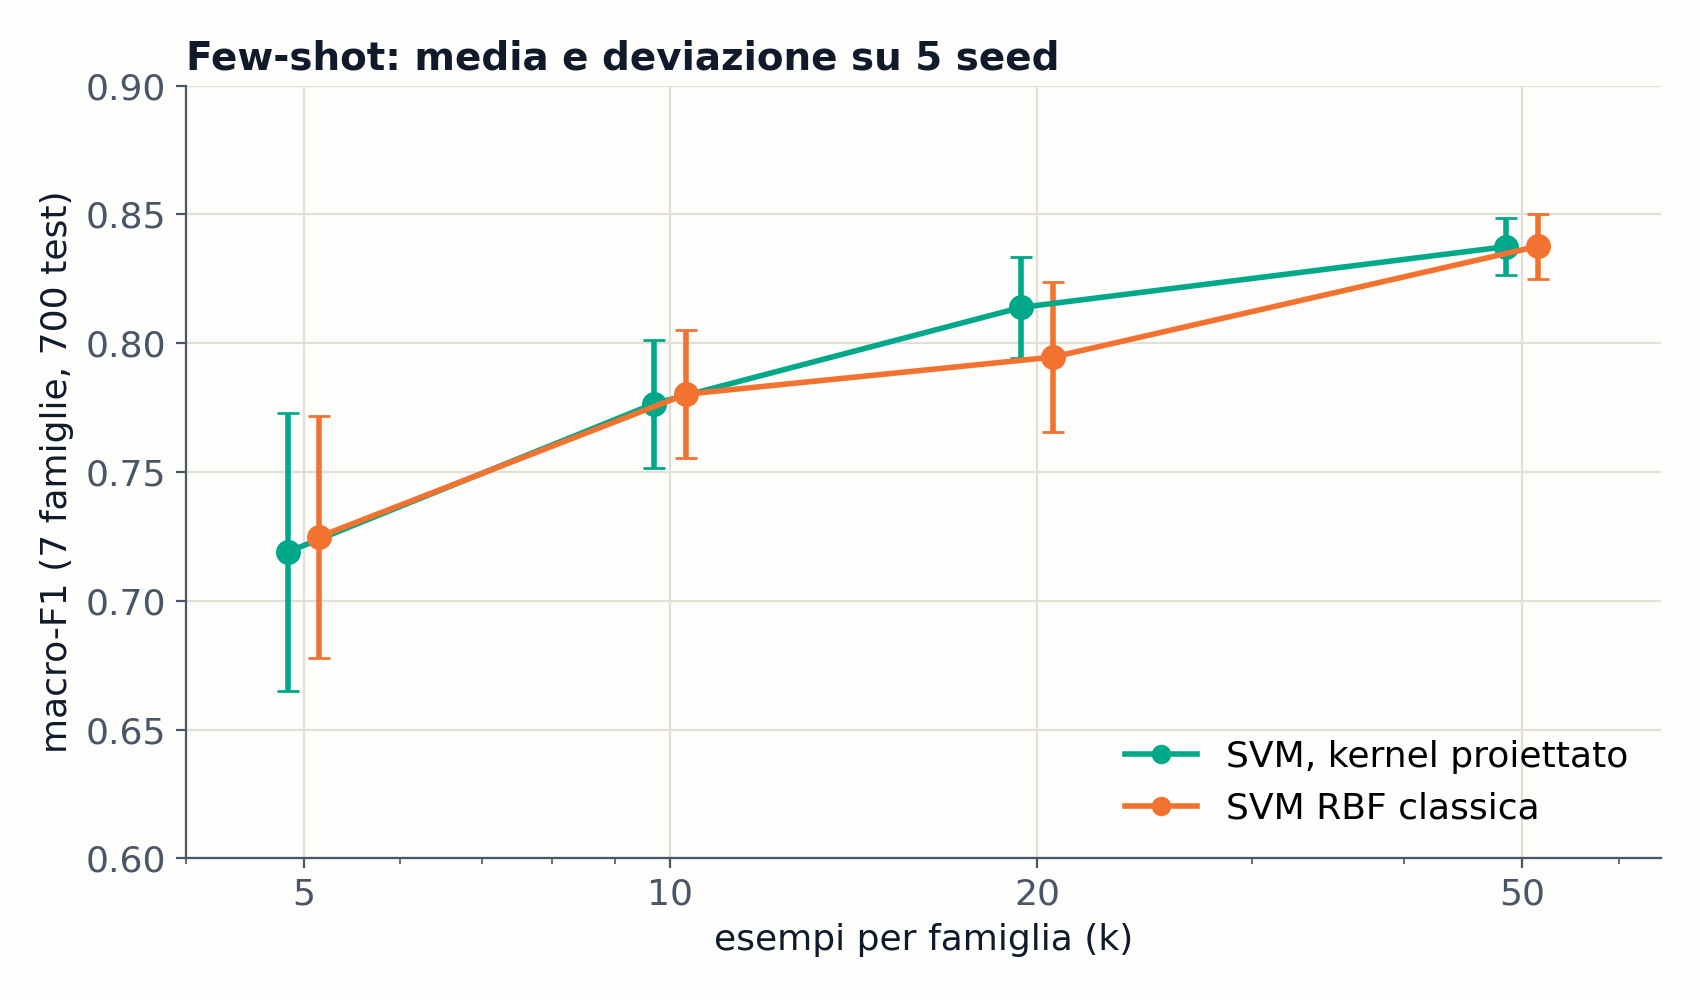 Few-shot: media e deviazione su 5 seed
macro-F1 (7 famiglie, 700 test)
0.90
0.85
0.80
0.75
0.70
0.65
0.60
SVM, kernel proiettato
SVM RBF classica
5 10 20 50
esempi per famiglia (k)